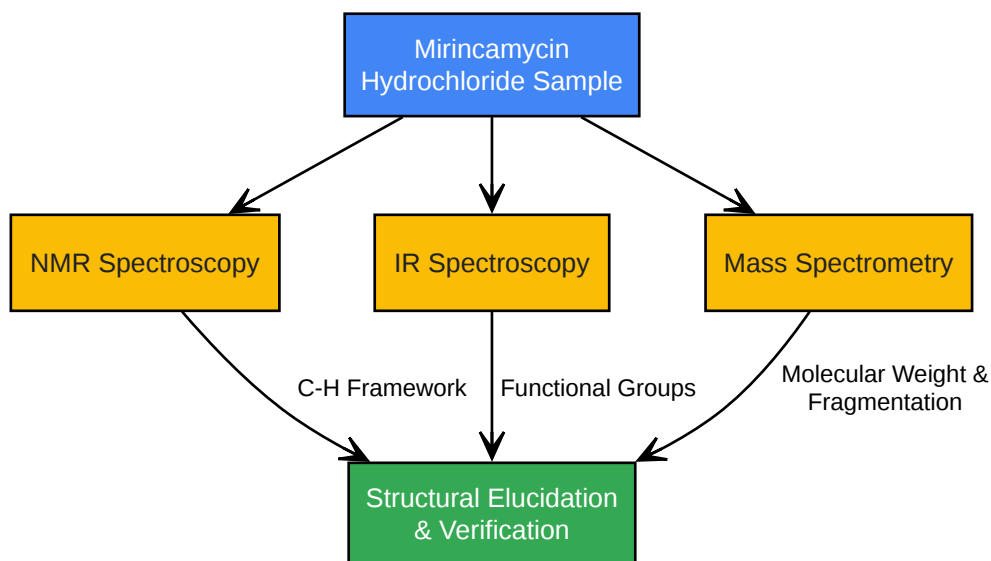 Mirincamycin
Hydrochloride Sample
NMR Spectroscopy
IR Spectroscopy
Mass Spectrometry
C-H Framework
Functional Groups
Molecular Weight &
Fragmentation
Structural Elucidation
& Verification